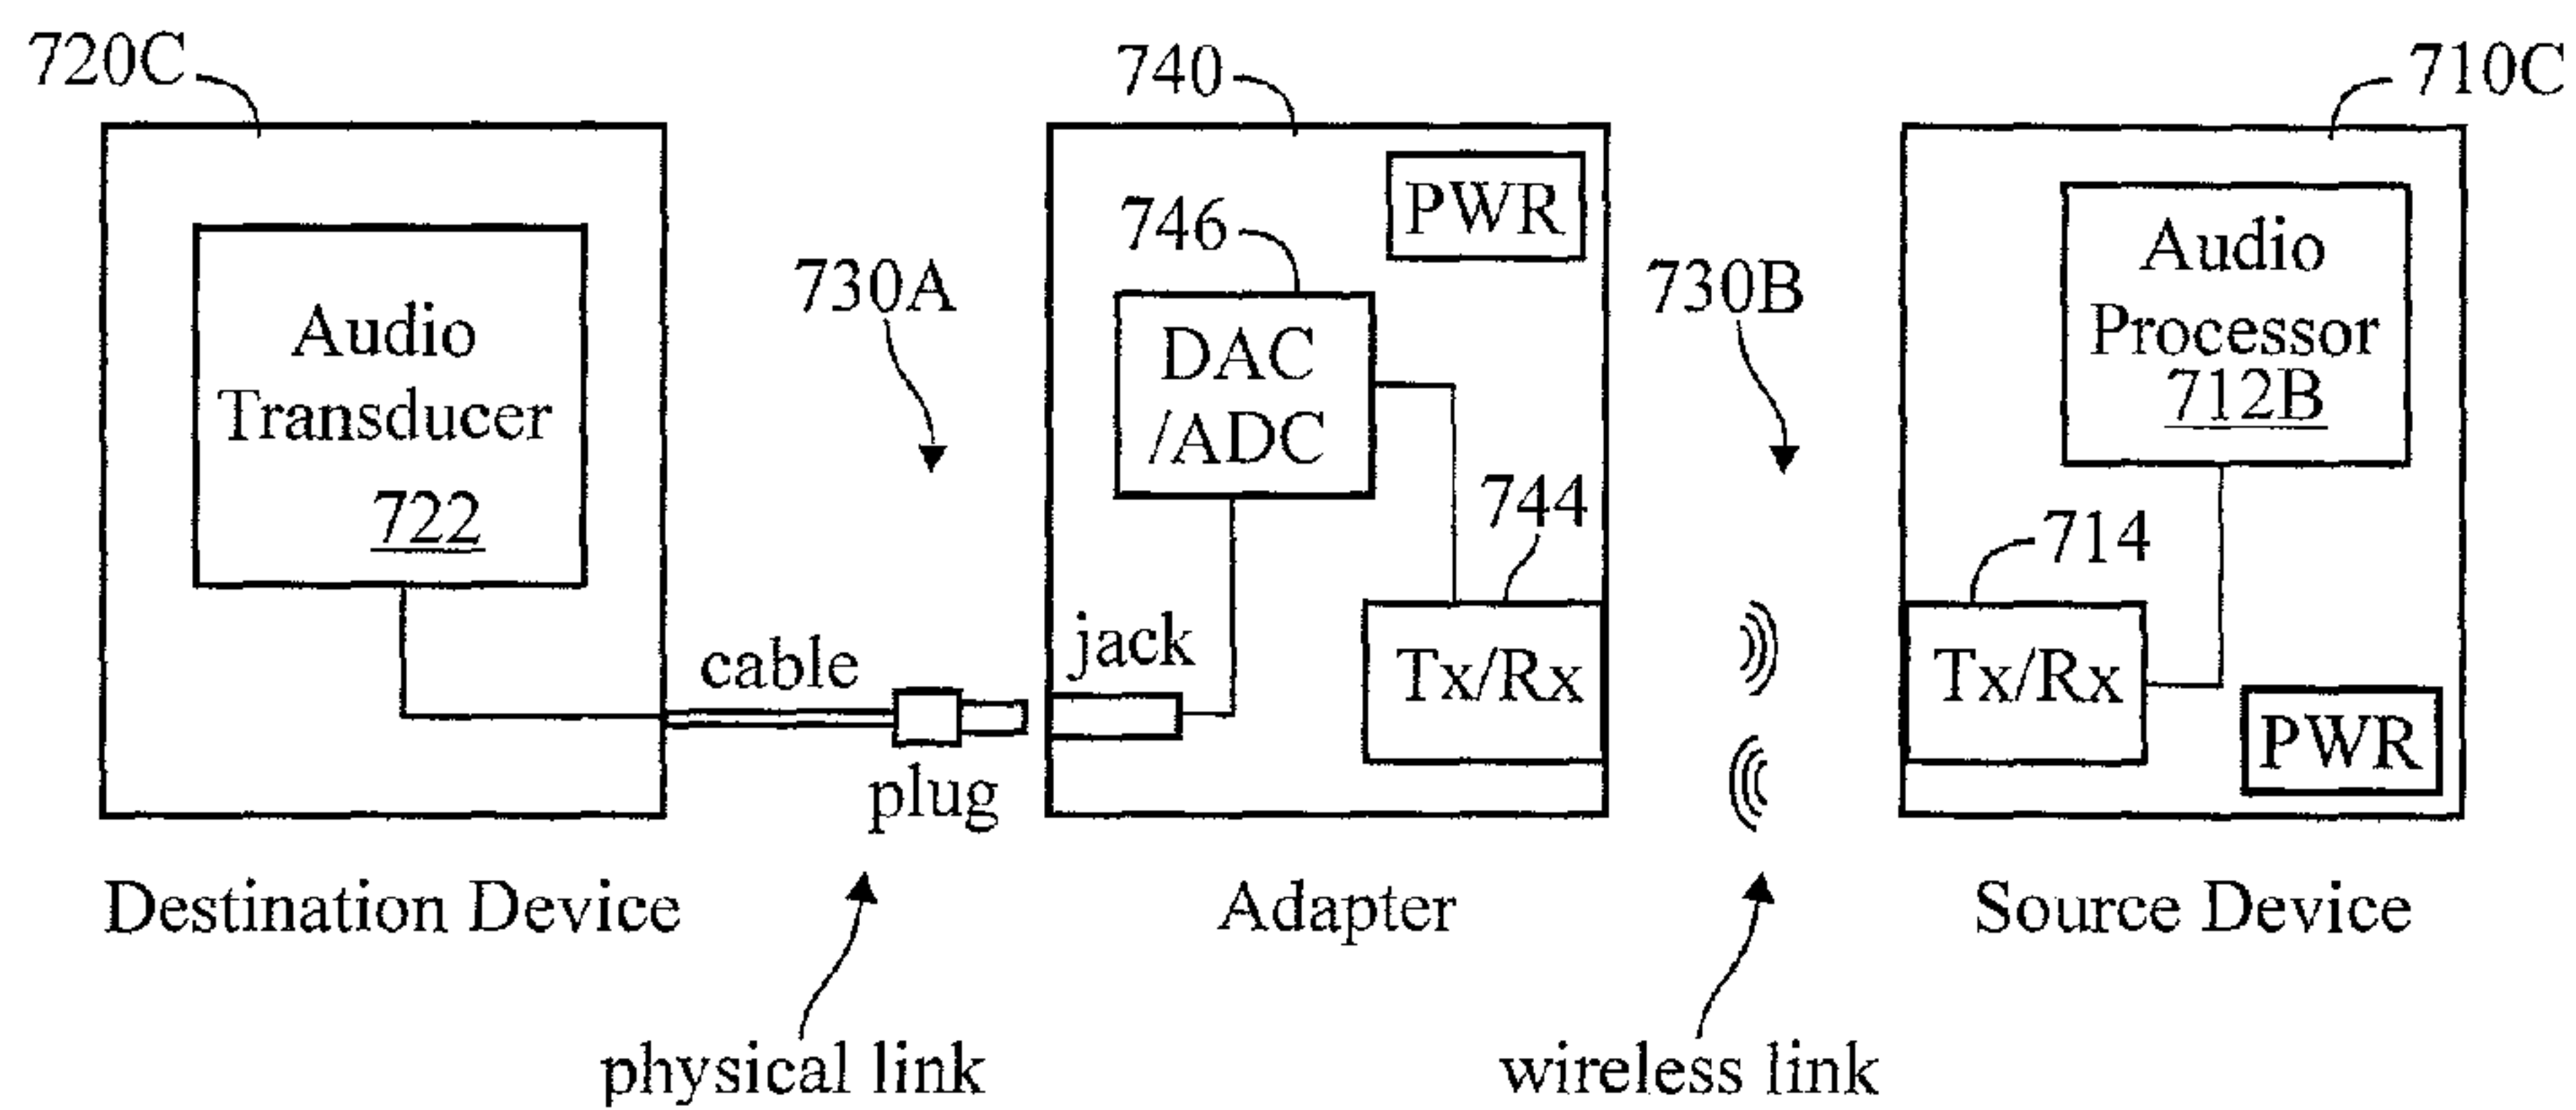 720C
740
710C
PWR
746
730A
730B
Audio
Transducer
722
DAC
/ADC
Audio
Processor
712B
744
714
cable
jack
Tx/Rx
Tx/Rx
plug
PWR
Destination Device
Adapter
Source Device
physical link
wireless link